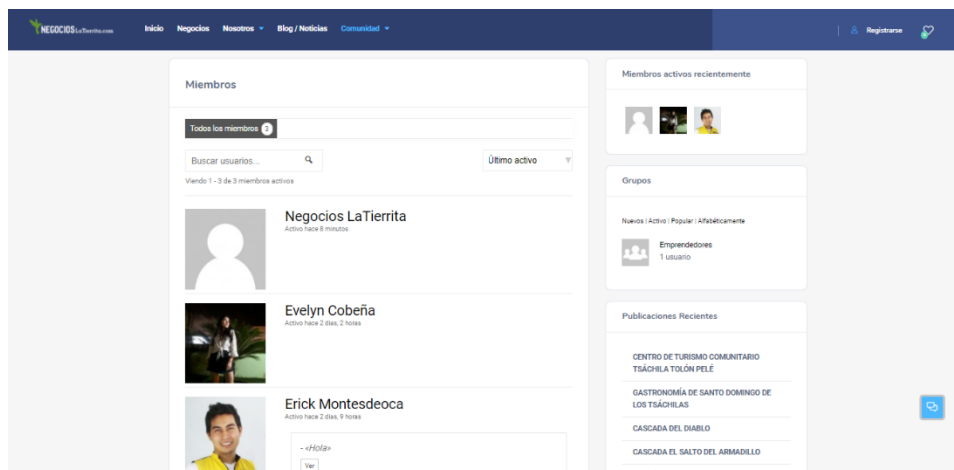 NEGOCIOS LaTierrita.com
Inicio Negocios Nosotros Blog / Noticias Comunidad
Registrarse
Miembros
Todos los miembros 3
Buscar usuarios...
Último activo
Viendo 1 - 3 de 3 miembros activos
Negocios LaTierrita
Activo hace 8 minutos
Evelyn Cobeña
Activo hace 2 días, 2 horas
Erick Montesdeoca
Activo hace 2 días, 9 horas
- «Hola»
Ver
Miembros activos recientemente
Grupos
Nuevos | Activo | Popular | Alfabéticamente
Emprendedores
1 usuario
Publicaciones Recientes
CENTRO DE TURISMO COMUNITARIO
TSÁCHILA TOLÓN PELÉ
GASTRONOMÍA DE SANTO DOMINGO DE
LOS TSÁCHILAS
CASCADA DEL DIABLO
CASCADA EL SALTO DEL ARMADILLO